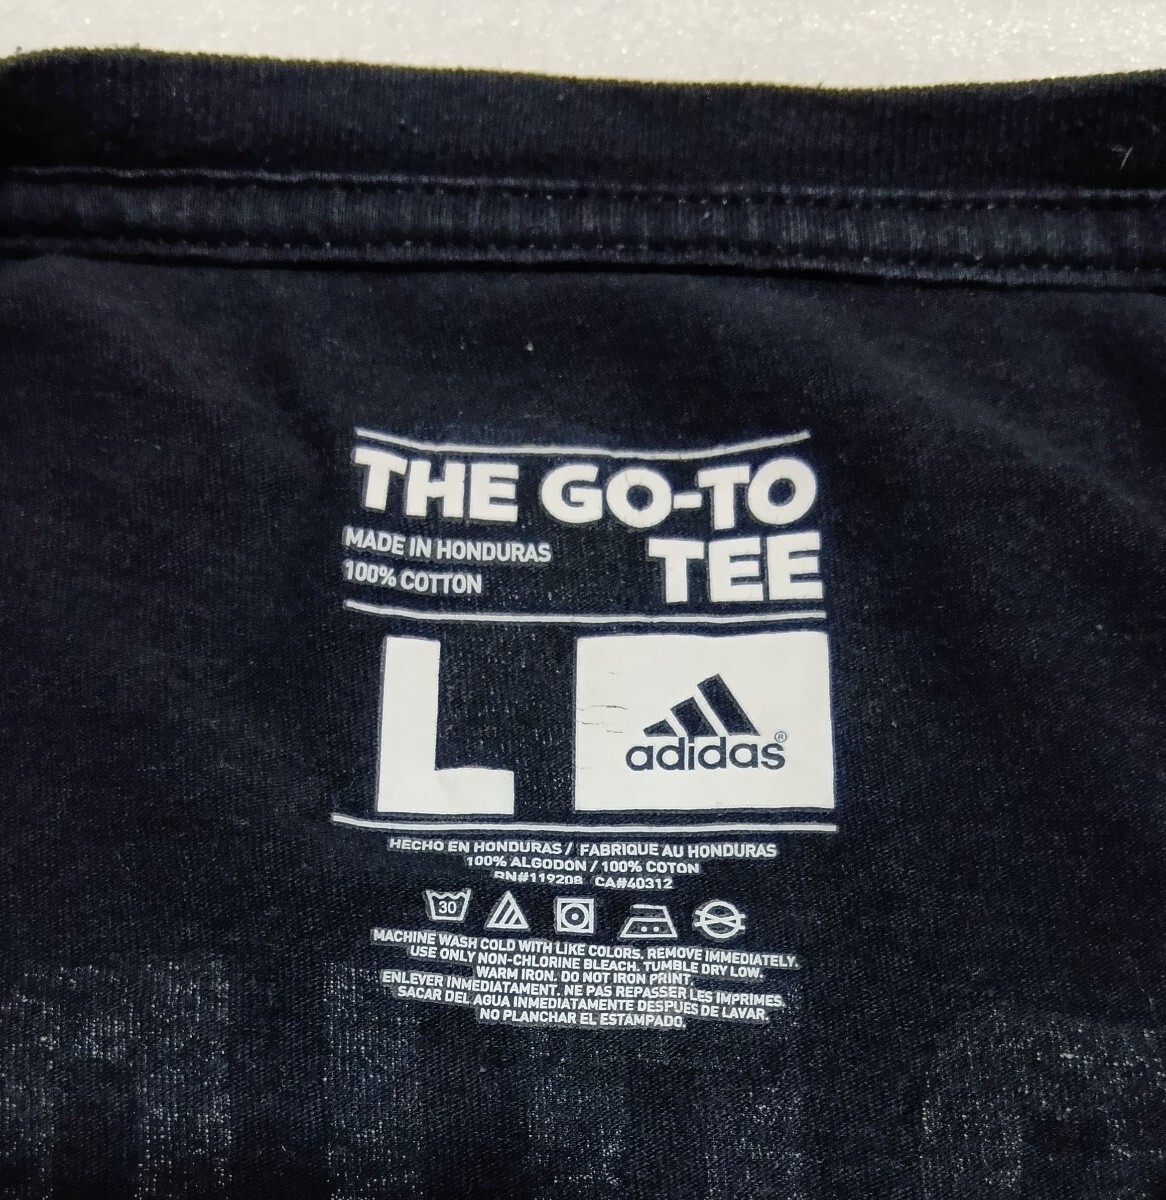 THE GO-TO
TEE
MADE IN HONDURAS
100% COTTON
L
adidas®
HECHO EN HONDURAS / FABRIQUE AU HONDURAS
100% ALGODON / 100% COTON
RN#119208 CA#40312
30
MACHINE WASH COLD WITH LIKE COLORS. REMOVE IMMEDIATELY.
USE ONLY NON-CHLORINE BLEACH. TUMBLE DRY LOW.
WARM IRON. DO NOT IRON PRINT.
ENLEVER INMEDIATAMENT. NE PAS REPASSER LES IMPRIMES.
SACAR DEL AGUA INMEDIATAMENTE DESPUES DE LAVAR.
NO PLANCHAR EL ESTAMPADO.